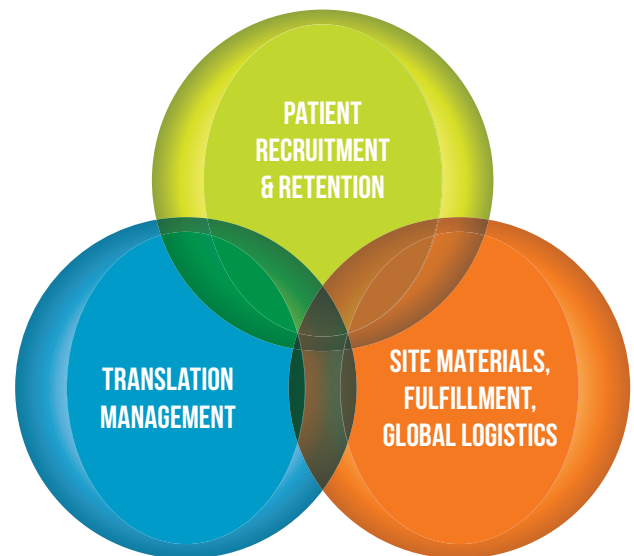 PATIENT
RECRUITMENT
& RETENTION
TRANSLATION
MANAGEMENT
SITE MATERIALS,
FULFILLMENT,
GLOBAL LOGISTICS